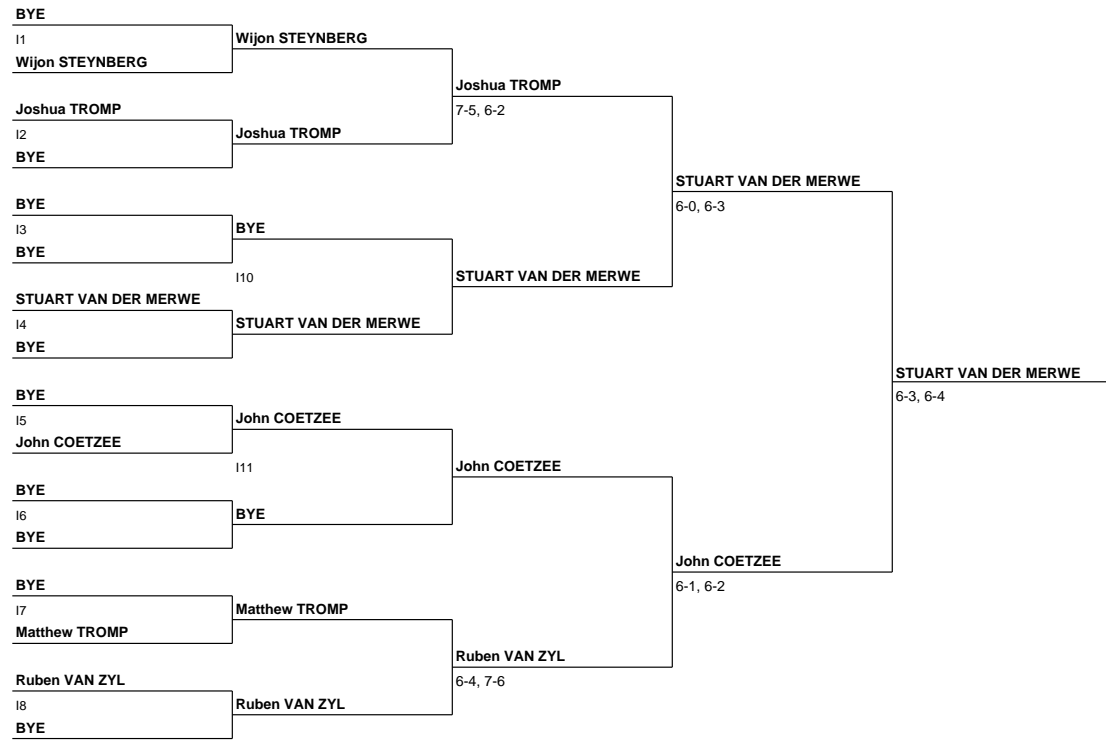 BYE
I1
Wijon STEYNBERG
Wijon STEYNBERG
Joshua TROMP
7-5, 6-2
Joshua TROMP
I2
Joshua TROMP
BYE
STUART VAN DER MERWE
6-0, 6-3
BYE
I3
BYE
BYE
I10
STUART VAN DER MERWE
STUART VAN DER MERWE
I4
STUART VAN DER MERWE
BYE
STUART VAN DER MERWE
6-3, 6-4
BYE
I5
John COETZEE
John COETZEE
I11
John COETZEE
BYE
I6
BYE
BYE
John COETZEE
6-1, 6-2
BYE
I7
Matthew TROMP
Matthew TROMP
Ruben VAN ZYL
6-4, 7-6
Ruben VAN ZYL
I8
Ruben VAN ZYL
BYE